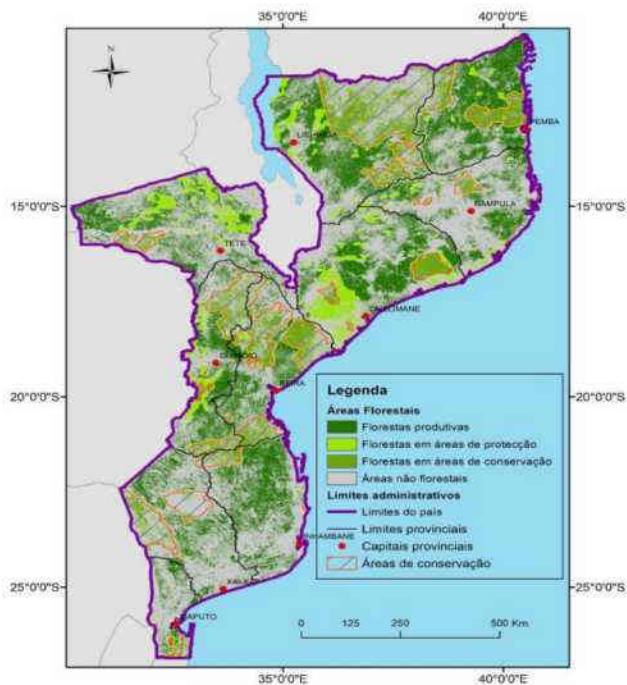 35°0'0"E 40°0'0"E
N
LICHINGA
PEMBA
15°0'0"S 15°0'0"S
NAMPULA
TETE
QUELIMANE
CHIMOIO
BEIRA
20°0'0"S 20°0'0"S
Legenda
Áreas Florestais
Florestas produtivas
Florestas em áreas de protecção
Florestas em áreas de conservação
Áreas não florestais
Limites administrativos
Limites do país
Limites provinciais
Capitais provinciais
Áreas de conservação
INHAMBANE
25°0'0"S 25°0'0"S
MAPUTO
0 125 250 500 Km
35°0'0"E 40°0'0"E